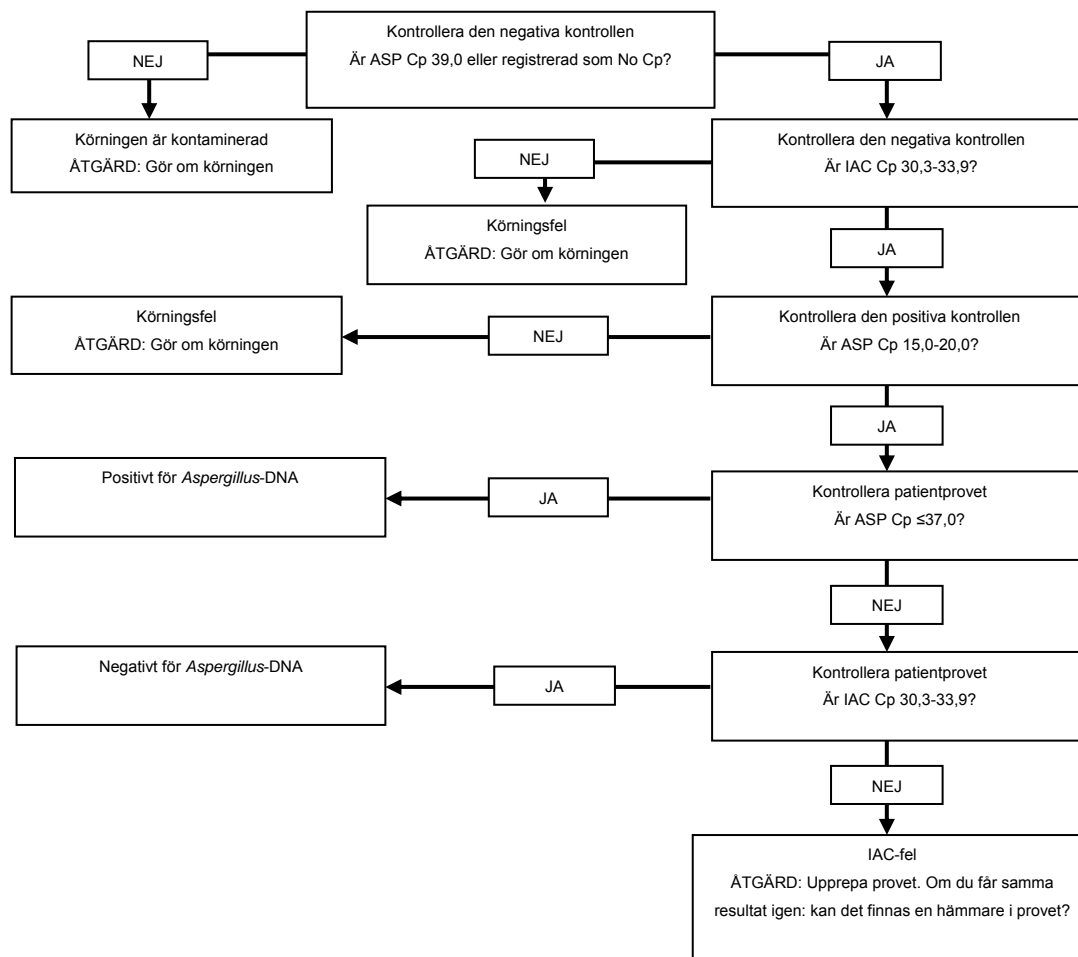 Kontrollera den negativa kontrollen
Är ASP Cp 39,0 eller registrerad som No Cp?
NEJ
JA
Körningen är kontaminerad
ÅTGÄRD: Gör om körningen
Kontrollera den negativa kontrollen
Är IAC Cp 30,3-33,9?
NEJ
Körningsfel
ÅTGÄRD: Gör om körningen
JA
Körningsfel
ÅTGÄRD: Gör om körningen
NEJ
Kontrollera den positiva kontrollen
Är ASP Cp 15,0-20,0?
JA
Positivt för Aspergillus-DNA
JA
Kontrollera patientprovet
Är ASP Cp ≤37,0?
NEJ
Negativt för Aspergillus-DNA
JA
Kontrollera patientprovet
Är IAC Cp 30,3-33,9?
NEJ
IAC-fel
ÅTGÄRD: Upprepa provet. Om du får samma
resultat igen: kan det finnas en hämmare i provet?